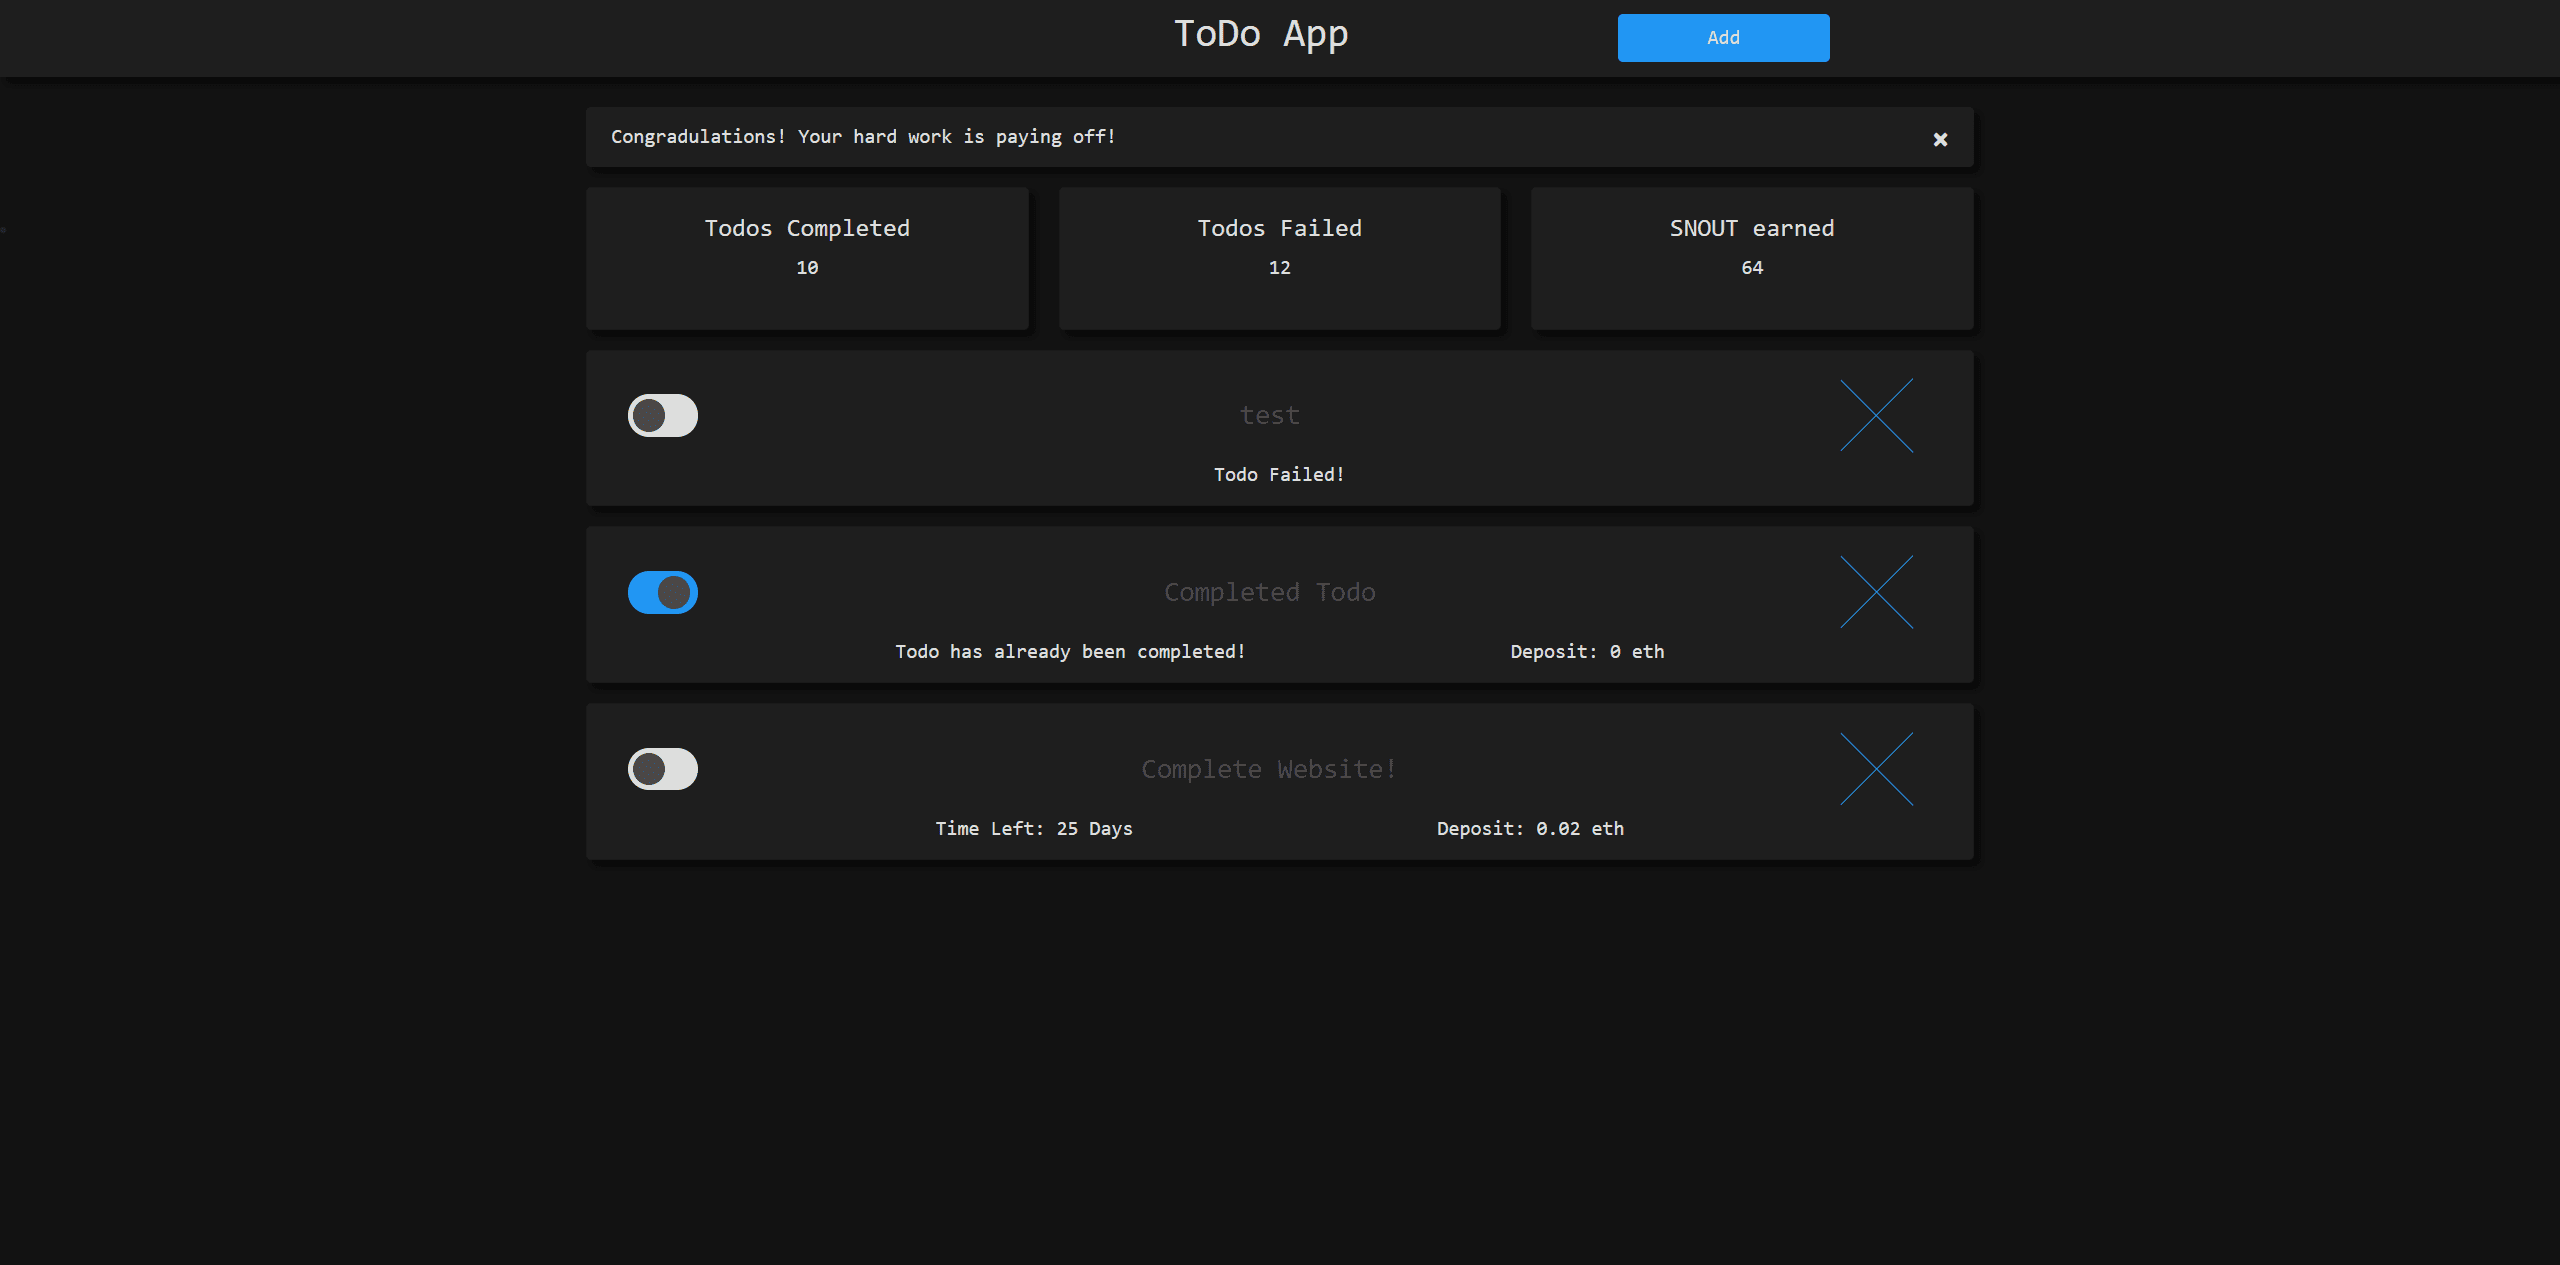 ToDo App
Add
Congradulations! Your hard work is paying off!
Todos Completed
10
Todos Failed
12
SNOUT earned
64
test
Todo Failed!
Completed Todo
Todo has already been completed!
Deposit: 0 eth
Complete Website!
Time Left: 25 Days
Deposit: 0.02 eth